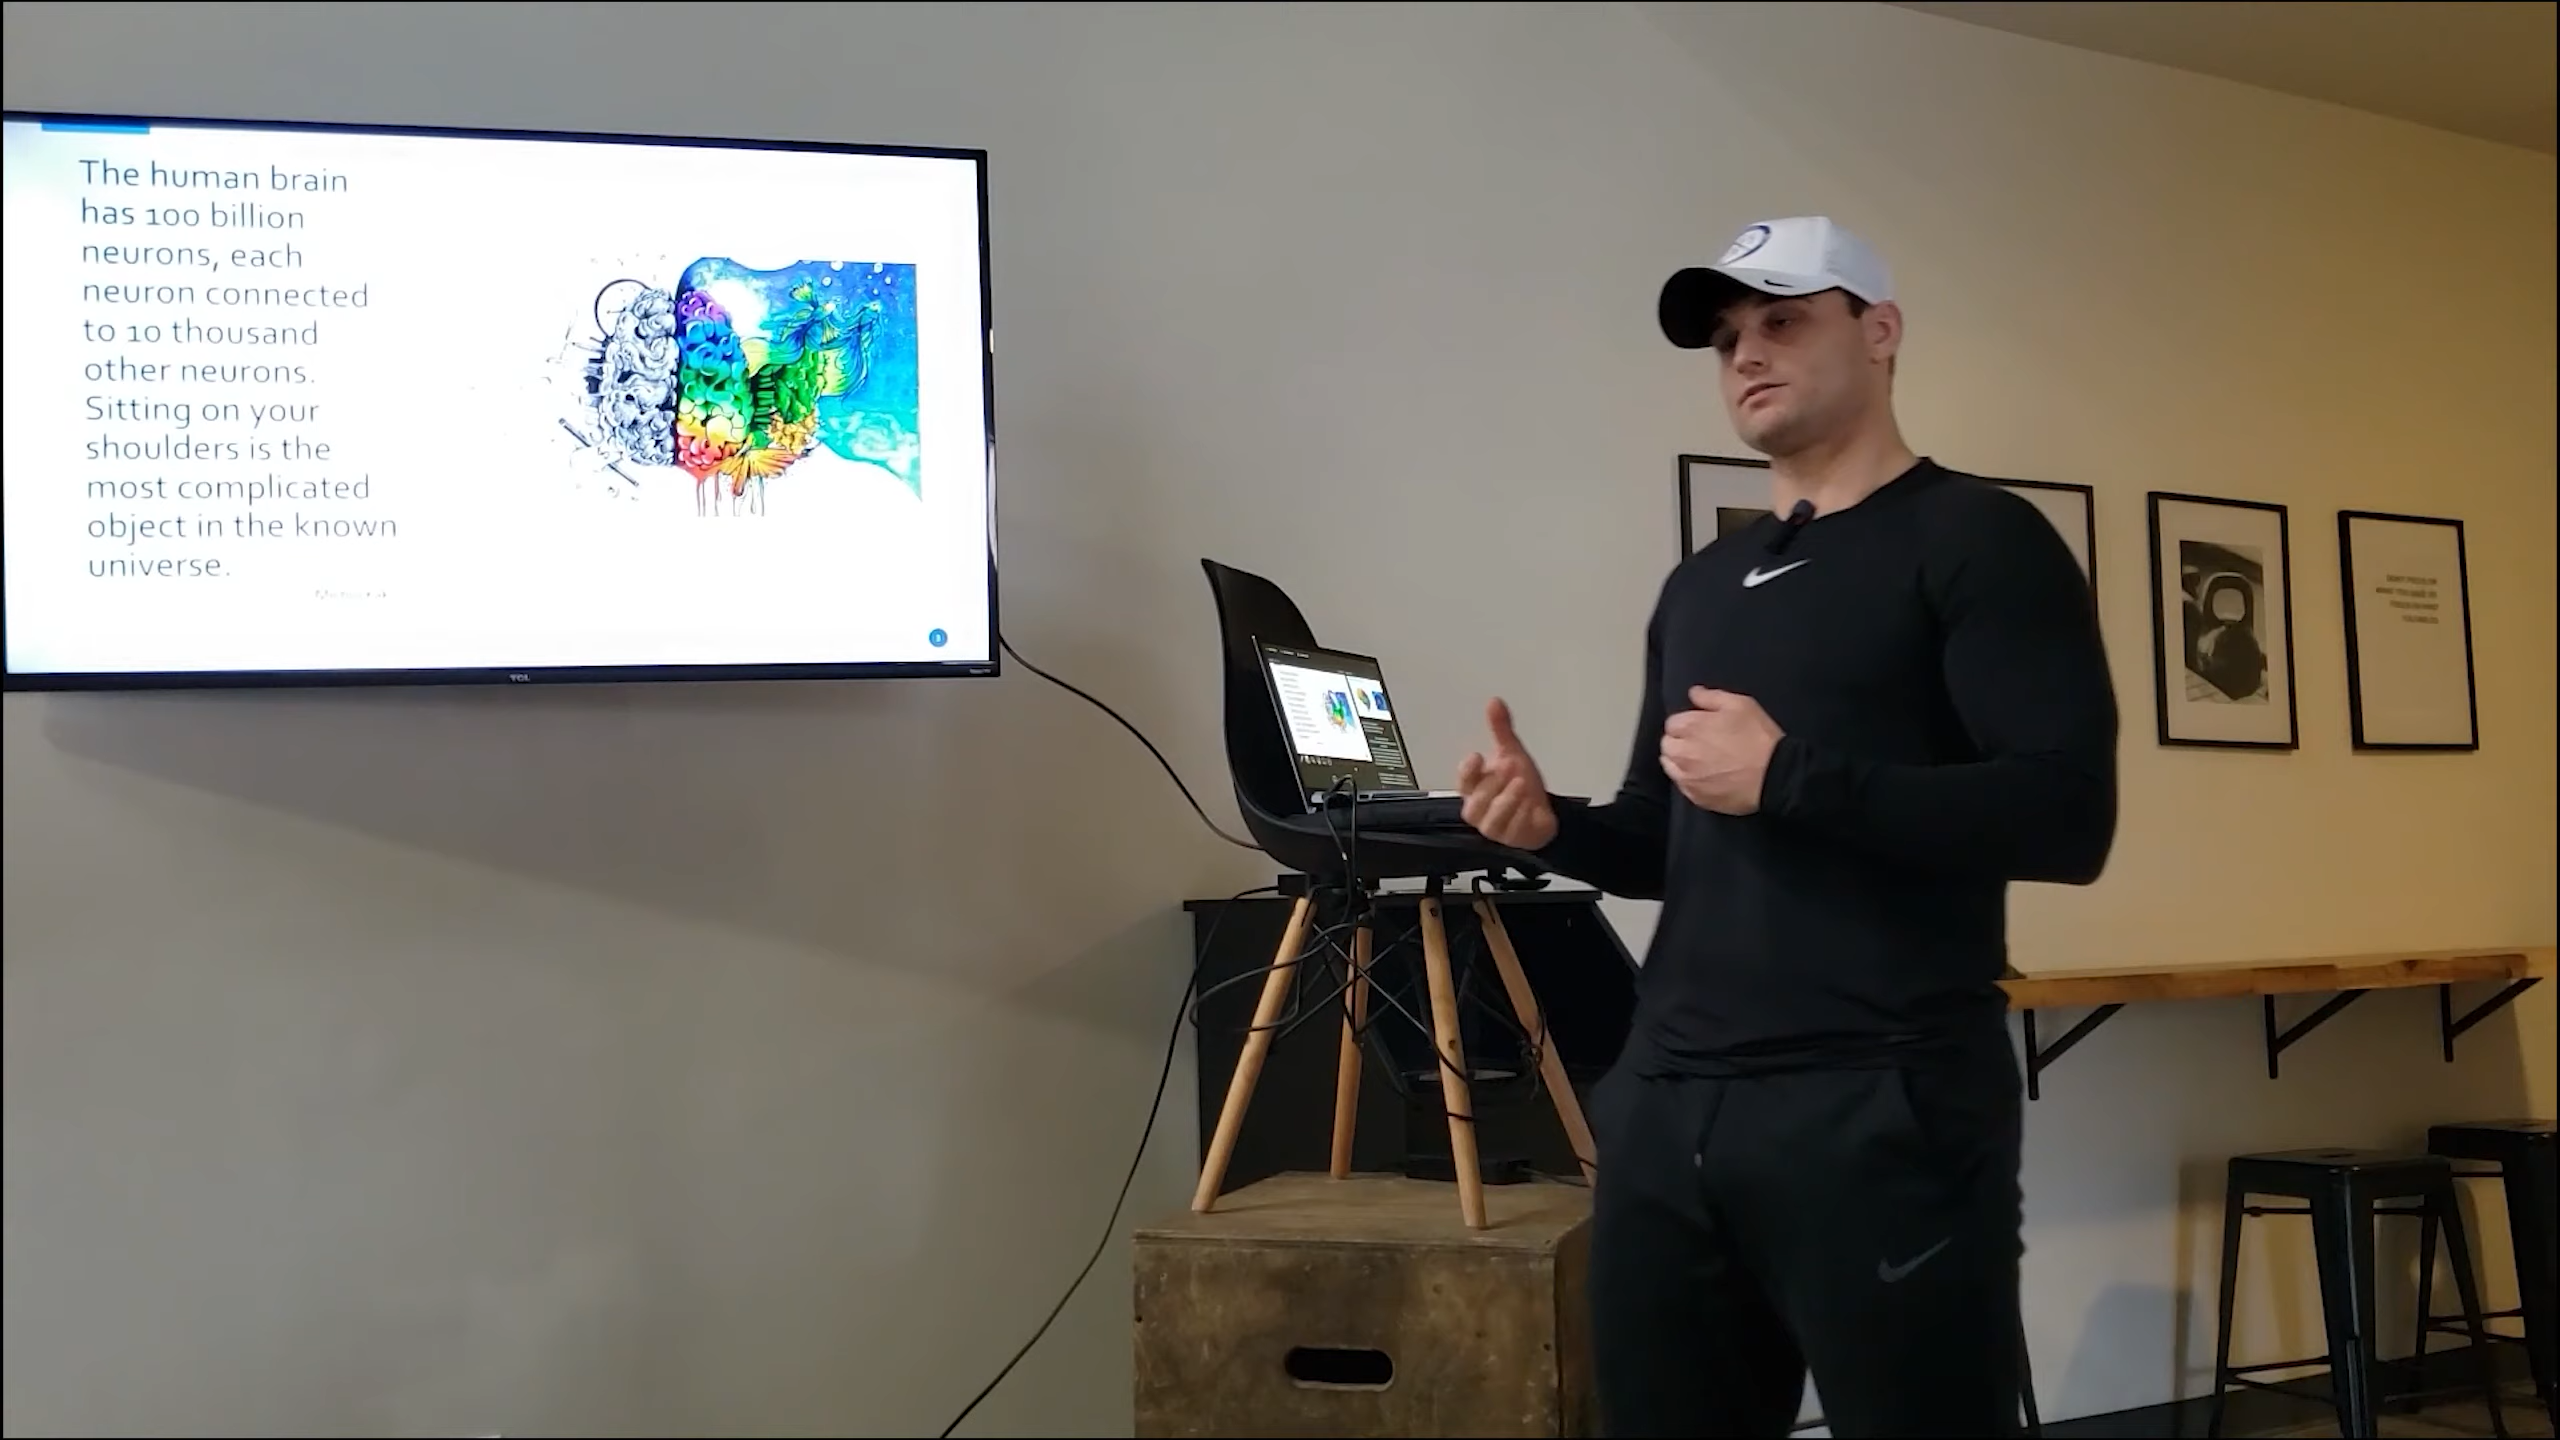 The human brain
has 100 billion
neurons, each
neuron connected
to 10 thousand
other neurons.
Sitting on your
shoulders is the
most complicated
object in the known
universe.
TCL